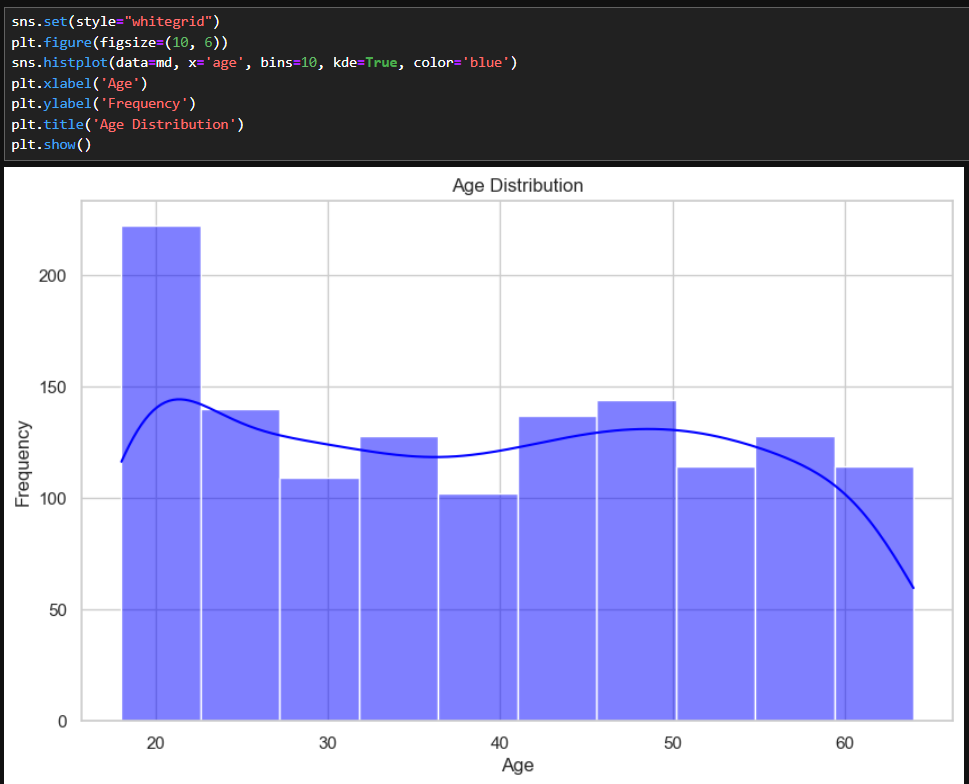 sns.set(style="whitegrid")
plt.figure(figsize=(10, 6))
sns.histplot(data=md, x='age', bins=10, kde=True, color='blue')
plt.xlabel('Age')
plt.ylabel('Frequency')
plt.title('Age Distribution')
plt.show()
Age Distribution
Frequency
200
150
100
50
0
20 30 40 50 60
Age